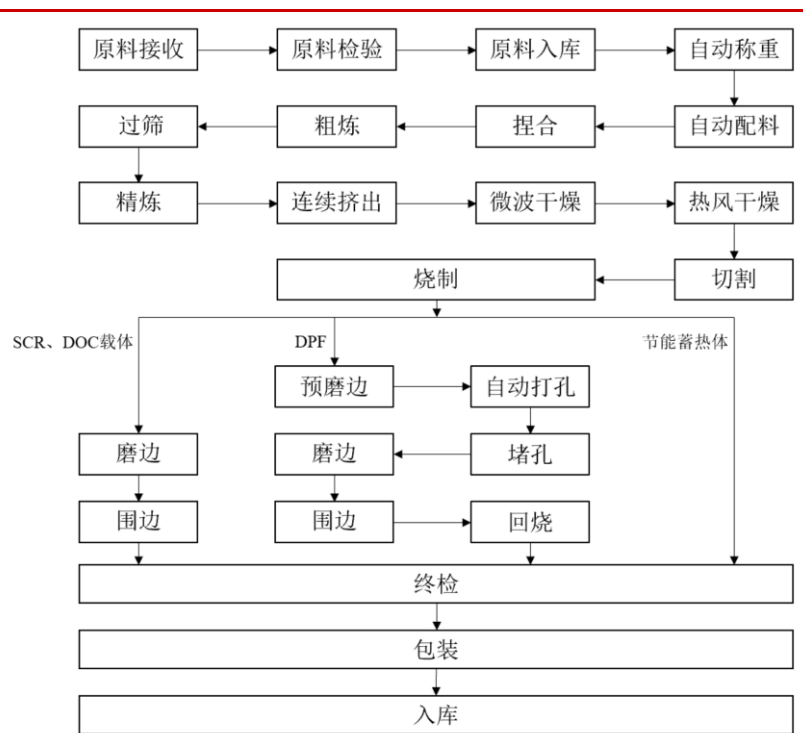 原料接收
原料检验
原料入库
自动称重
过筛
粗炼
捏合
自动配料
精炼
连续挤出
微波干燥
热风干燥
烧制
切割
SCR、DOC载体
DPF
节能蓄热体
预磨边
自动打孔
磨边
磨边
堵孔
围边
围边
回烧
终检
包装
入库